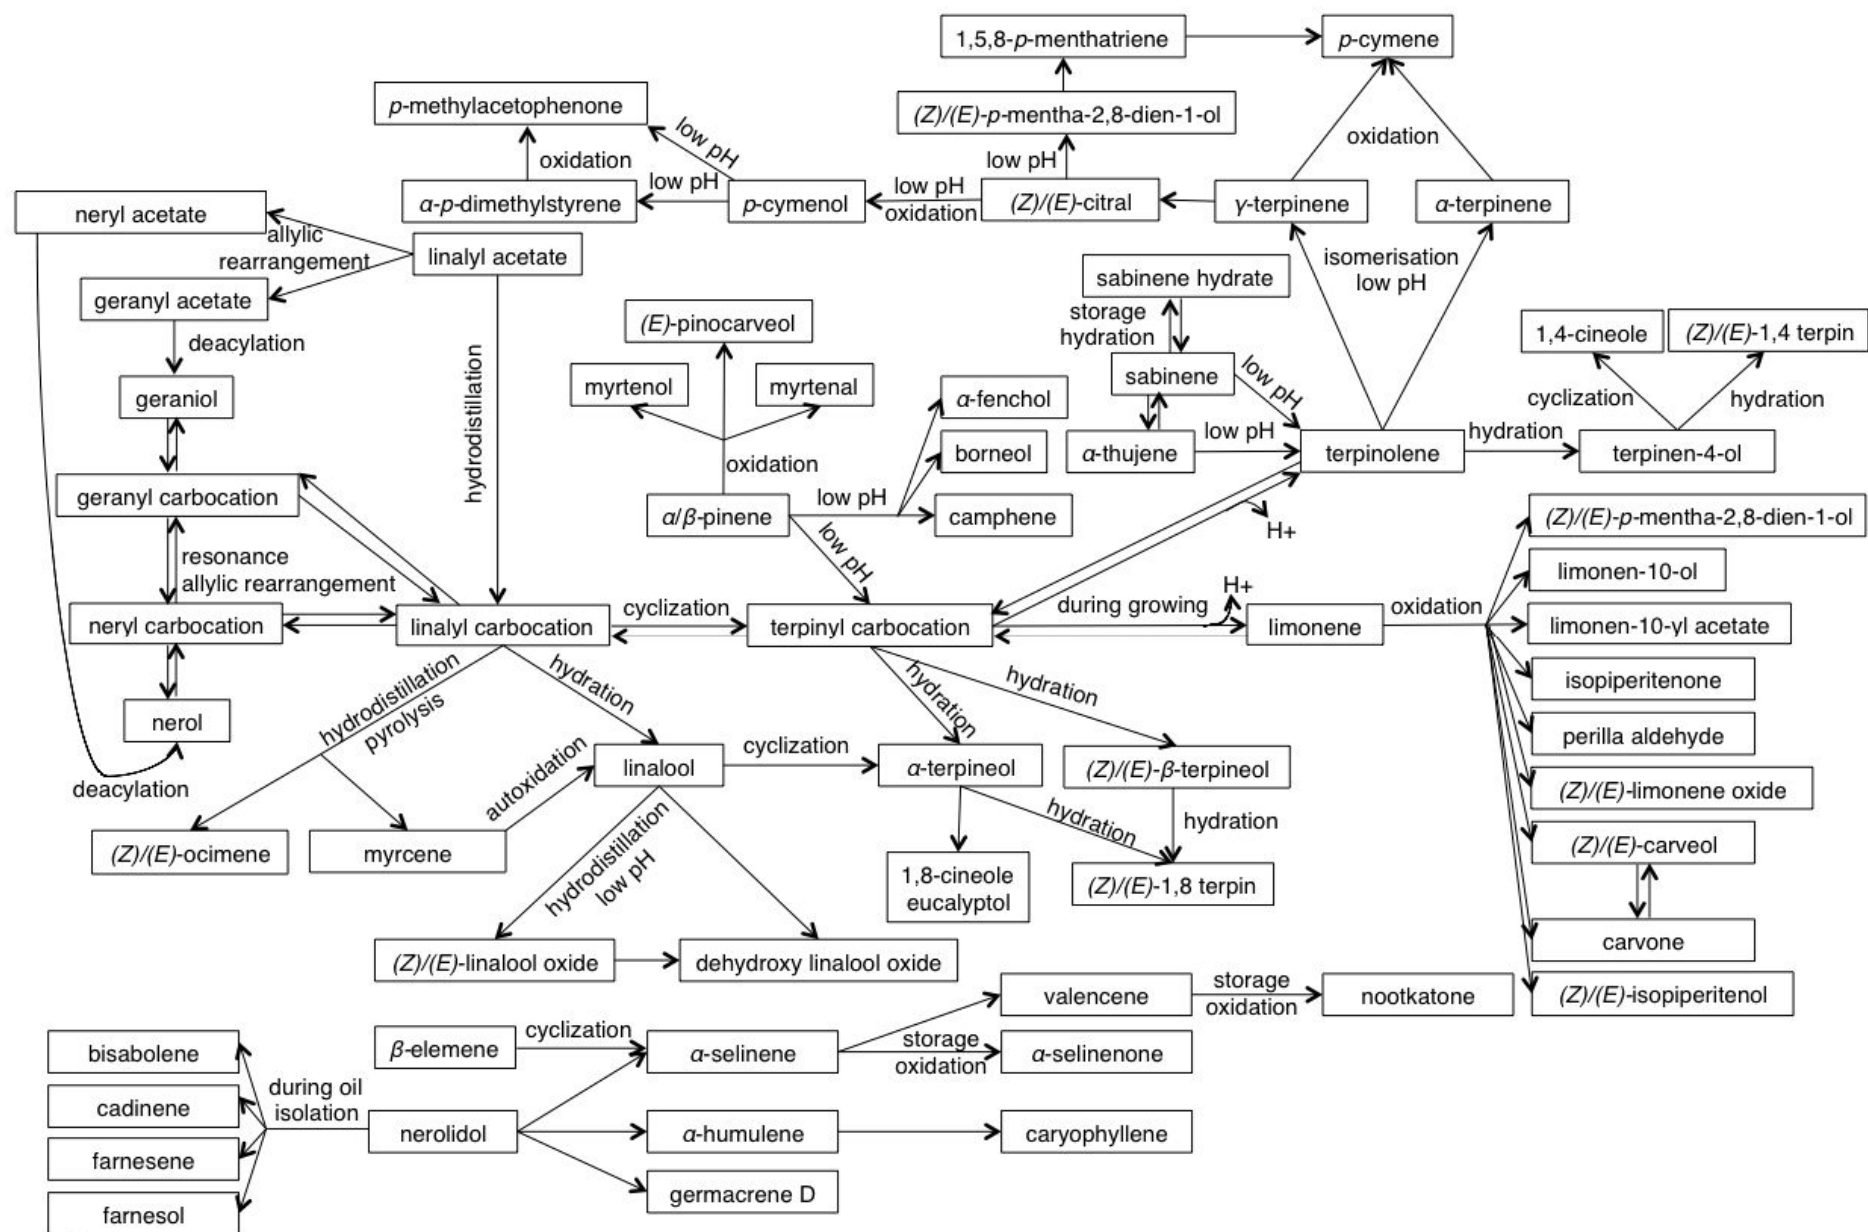 1,5,8-p-menthatriene
p-cymene
p-methylacetophenone
(Z)/(E)-p-mentha-2,8-dien-1-ol
low pH
oxidation
oxidation
low pH
low pH
low pH
oxidation
neryl acetate
α-p-dimethylstyrene
p-cymenol
(Z)/(E)-citral
γ-terpinene
α-terpinene
allylic
rearrangement
linalyl acetate
isomerisation
low pH
sabinene hydrate
geranyl acetate
storage
hydration
(E)-pinocarveol
1,4-cineole
(Z)/(E)-1,4 terpin
deacylation
sabinene
low pH
myrtenol
myrtenal
geraniol
α-fenchol
cyclization
hydration
hydrodistillation
low pH
hydration
borneol
α-thujene
terpinolene
terpinen-4-ol
oxidation
geranyl carbocation
low pH
α/β-pinene
camphene
H+
(Z)/(E)-p-mentha-2,8-dien-1-ol
low pH
resonance
allylic rearrangement
limonen-10-ol
H+
cyclization
during growing
oxidation
neryl carbocation
linalyl carbocation
terpinyl carbocation
limonene
limonen-10-yl acetate
hydrodistillation
pyrolysis
hydration
hydration
hydration
isopiperitenone
nerol
perilla aldehyde
cyclization
linalool
α-terpineol
(Z)/(E)-β-terpineol
deacylation
autoxidation
(Z)/(E)-limonene oxide
hydration
hydration
(Z)/(E)-ocimene
myrcene
hydrodistillation
low pH
(Z)/(E)-carveol
1,8-cineole
eucalyptol
(Z)/(E)-1,8 terpin
carvone
(Z)/(E)-linalool oxide
dehydroxy linalool oxide
valencene
storage
oxidation
nootkatone
(Z)/(E)-isopiperitenol
β-elemene
cyclization
α-selinene
storage
oxidation
α-selinenone
bisabolene
during oil
isolation
cadinene
nerolidol
α-humulene
caryophyllene
farnesene
germacrene D
farnesol